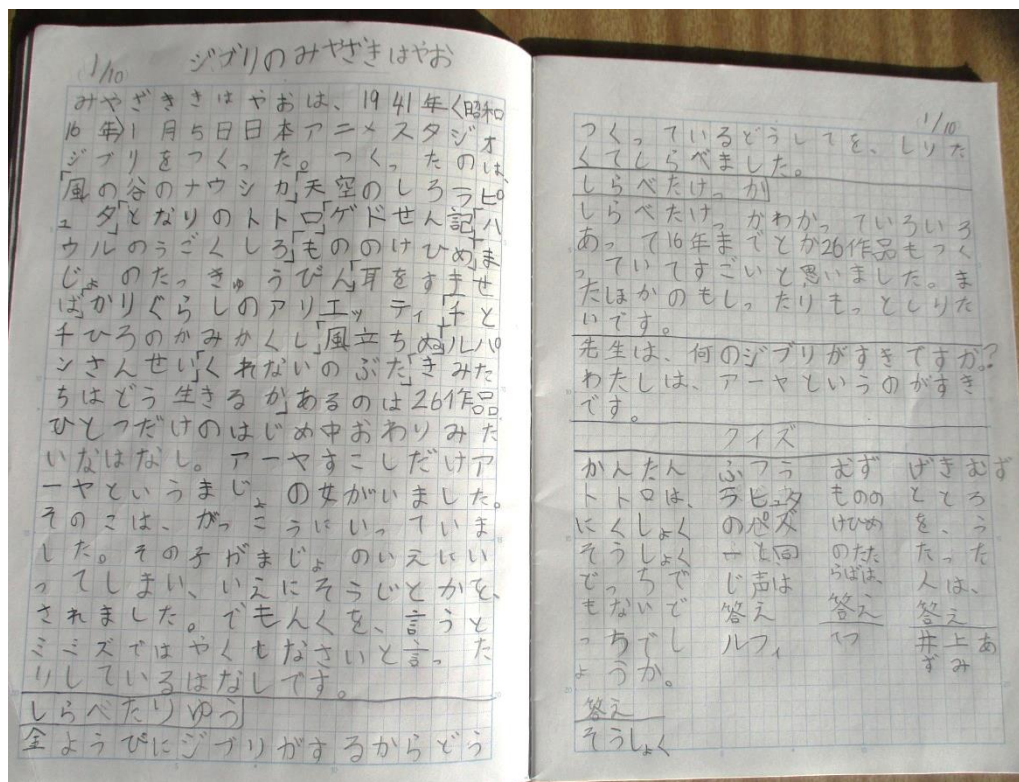 1/10
ジブリのみやざきはやお
みやざききはやおは、19 41年〈昭和
16年〉1月5日日本アニメスタジオ
ジブリをつくった。つくったのは、
「風の谷のナウシカ」「天空のしろラピ
ュタ」「となりのトトロ」「ゲドせん記」「ハ
ウルのうごくしろ」「もののけひめ」「ま
じょのたっきゅうびん」「耳をすませ
ば」「かりぐらしのアリエッティ」「千と
千ひろのかみかくし」「風立ちぬ」「ルパ
ンさんせい」「くれないのぶた」「きみた
ちはどう生きるか」あるのは26作品
ひとつだけのはじめ中おわりみた
いなはなし。アーヤすこしだけア
ーヤというまじょの女がいました。
そのこは、がっこうにいっていま
した。その子がまじょのいえにい
ってしまい、いえにそうじとかを、
されました。でもんくを、言うと
ミミズではやくもなさいと言った
りしているはなしです。
しらべたりゆう
金ようびにジブリがするからどう
1/10
つくっているどうしてを、しりた
くてしらべました。
しらべたけっか
しらべたけっかわかっていろいろ
あって16年までとか26作品もつく
っていてすごいと思いました。ま
たほかのもしったりもっとしりた
いです。
先生は、何のジブリがすきですか。?
わたしは、アーヤというのがすき
です。
クイズ
かんたん
トトロは、
にくしょく
そうしょく
どっちで
もないで
っちでし
ょうか。
答え
そうしょく
ふつう
ラピュタ
のパズ
ーと同
じ声は
答え
ルフィ
むず
ものの
けひめ
のたた
らばは、
答え
てつ
げきむず
ととろ
を、う
たった
人は、
答え
井上あ
ずみ